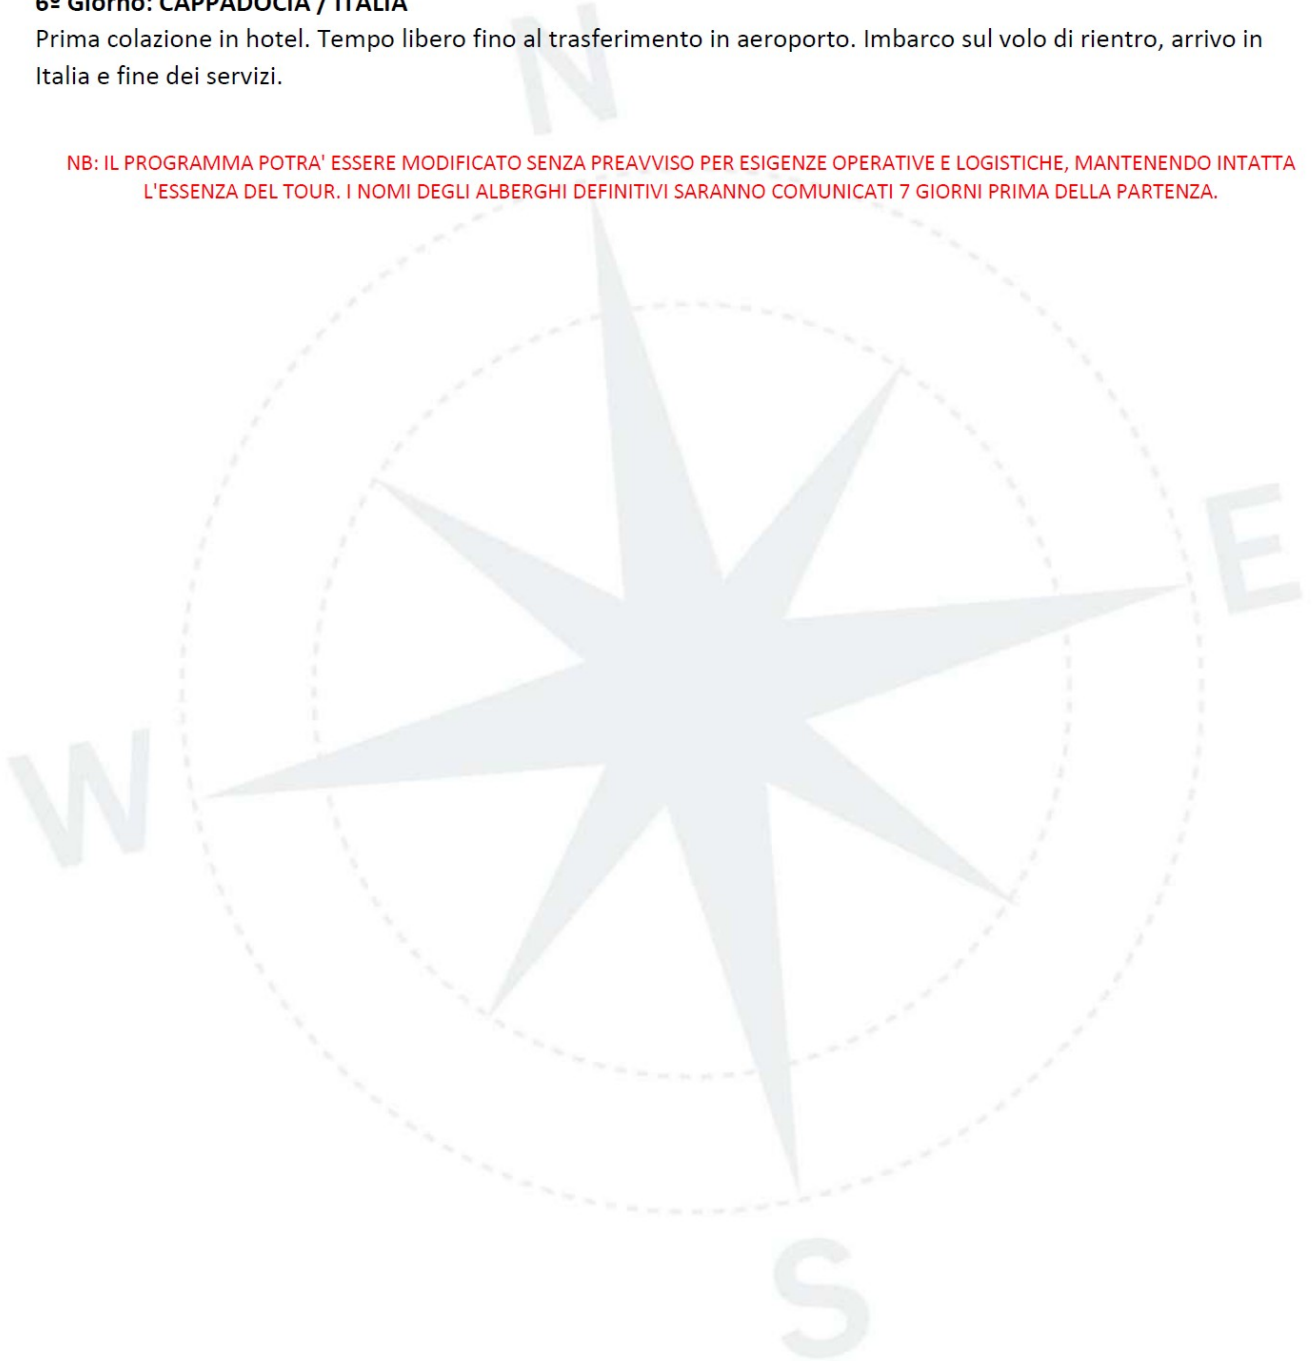 6º Giorno: CAPPADOCIA / ITALIA
Prima colazione in hotel. Tempo libero fino al trasferimento in aeroporto. Imbarco sul volo di rientro, arrivo in
Italia e fine dei servizi.
N
NB: IL PROGRAMMA POTRA' ESSERE MODIFICATO SENZA PREAVVISO PER ESIGENZE OPERATIVE E LOGISTICHE, MANTENENDO INTATTA
L'ESSENZA DEL TOUR. I NOMI DEGLI ALBERGHI DEFINITIVI SARANNO COMUNICATI 7 GIORNI PRIMA DELLA PARTENZA.
E
W
S